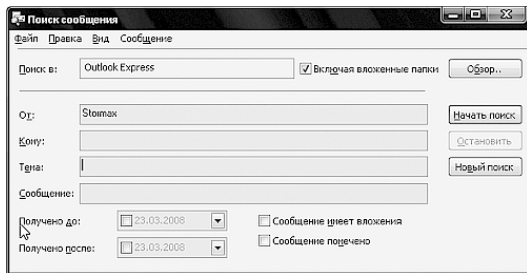 Поиск сообщения
Файл Правка Вид Сообщение
Поиск в: Outlook Express Включая вложенные папки Обзор..
От: Stormax Начать поиск
Кому: Остановить
Тема: Новый поиск
Сообщение:
Получено до: 23.03.2008 Сообщение имеет вложения
Получено после: 23.03.2008 Сообщение помечено